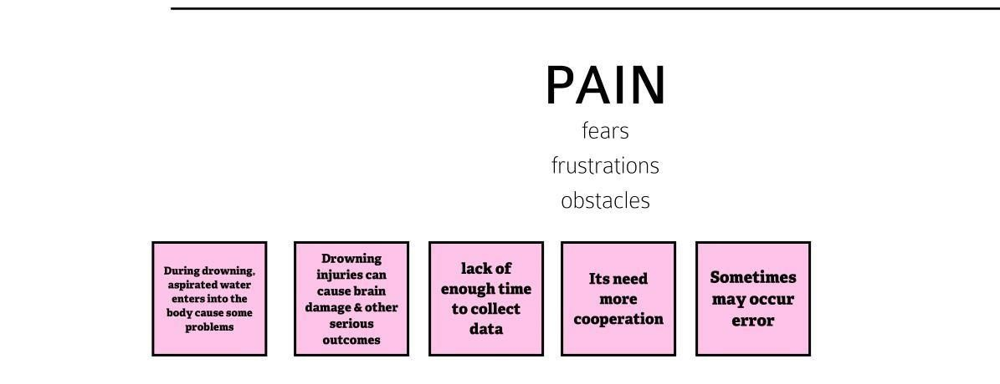 PAIN
fears
frustrations
obstacles
During drowning,
aspirated water
enters into the
body cause some
problems
Drowning
injuries can
cause brain
damage & other
serious
outcomes
lack of
enough time
to collect
data
Its need
more
cooperation
Sometimes
may occur
error